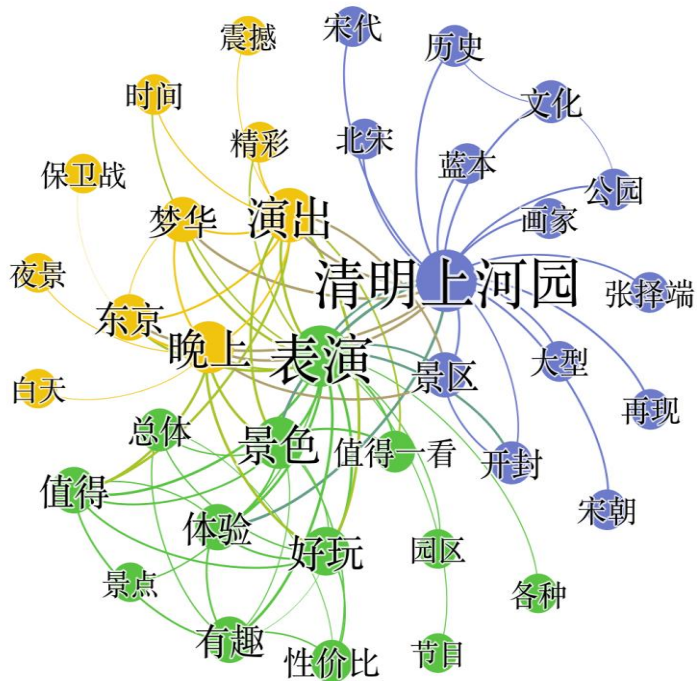 震撼
宋代
历史
时间
文化
精彩
北宋
蓝本
保卫战
公园
梦华
演出
画家
夜景
清明上河园
张择端
东京
晚上
表演
景区
大型
白天
再现
总体
景色
值得一看
开封
值得
宋朝
体验
好玩
园区
景点
各种
有趣
性价比
节目